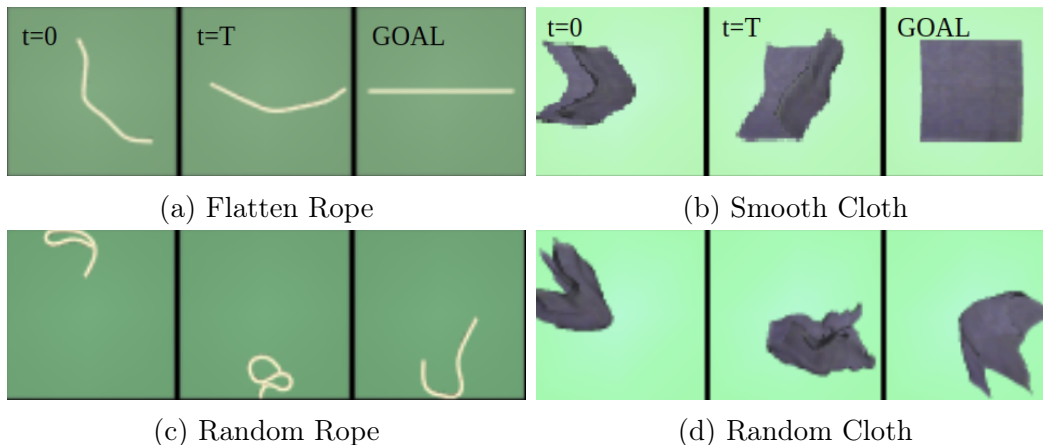 t=0 t=T GOAL
t=0 t=T GOAL
(a) Flatten Rope
(b) Smooth Cloth
(c) Random Rope
(d) Random Cloth